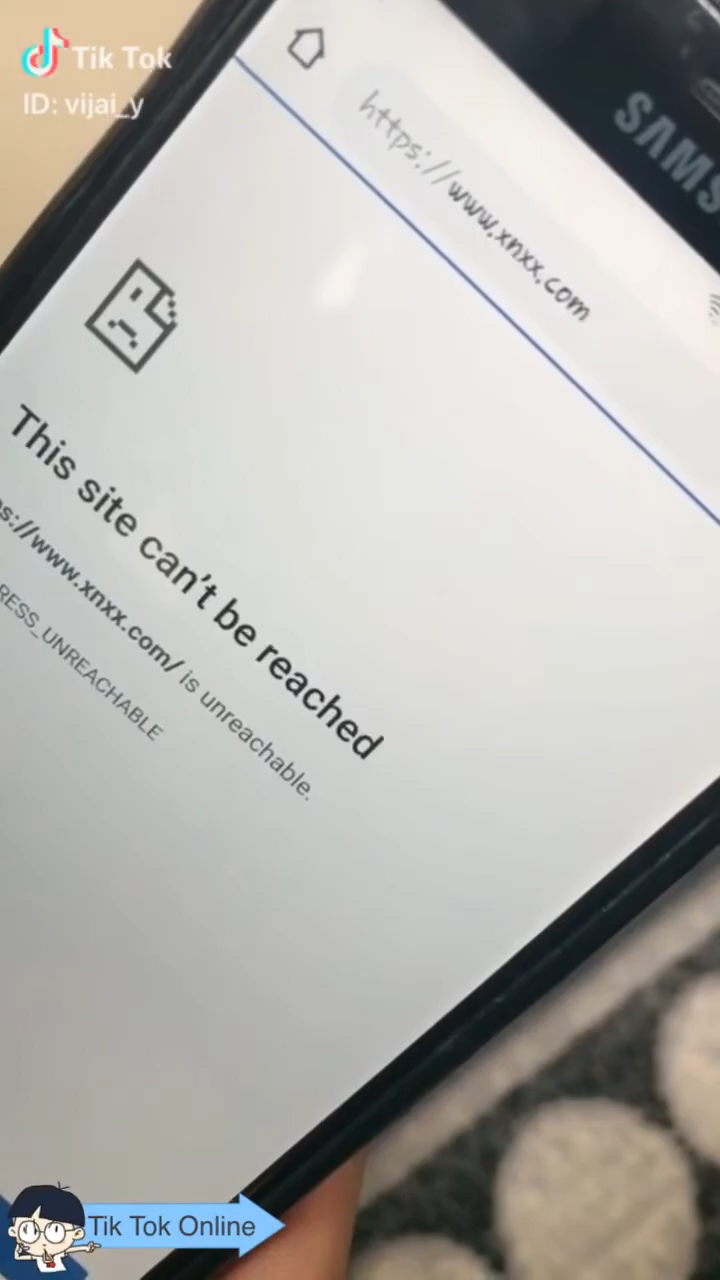 Tik Tok
ID: vijai_y
SAMS
https://www.xnxx.com
This site can't be reached
ps://www.xnxx.com/ is unreachable.
RESS_UNREACHABLE
Tik Tok Online